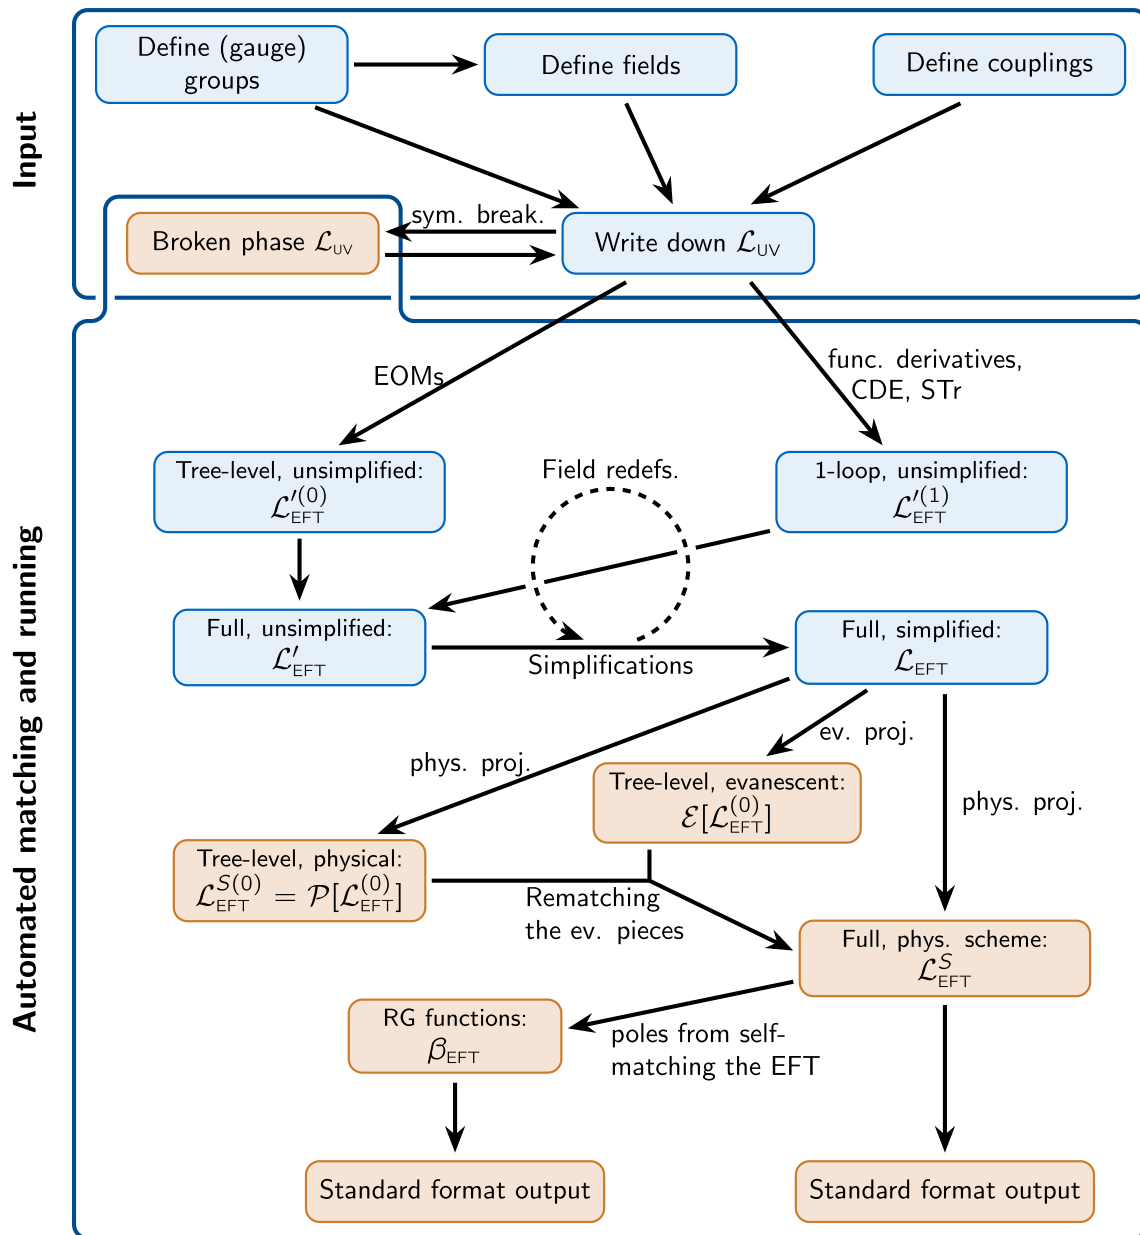 Input
Define (gauge)
groups
Define fields
Define couplings
sym. break.
Broken phase ℒ_UV
Write down ℒ_UV
Automated matching and running
EOMs
func. derivatives,
CDE, STr
Tree-level, unsimplified:
ℒ′_EFT^(0)
Field redefs.
1-loop, unsimplified:
ℒ′_EFT^(1)
Full, unsimplified:
ℒ′_EFT
Simplifications
Full, simplified:
ℒ_EFT
phys. proj.
ev. proj.
phys. proj.
Tree-level, evanescent:
ℰ[ℒ_EFT^(0)]
Tree-level, physical:
ℒ_EFT^S(0) = 𝒫[ℒ_EFT^(0)]
Rematching
the ev. pieces
Full, phys. scheme:
ℒ_EFT^S
RG functions:
β_EFT
poles from self-
matching the EFT
Standard format output
Standard format output